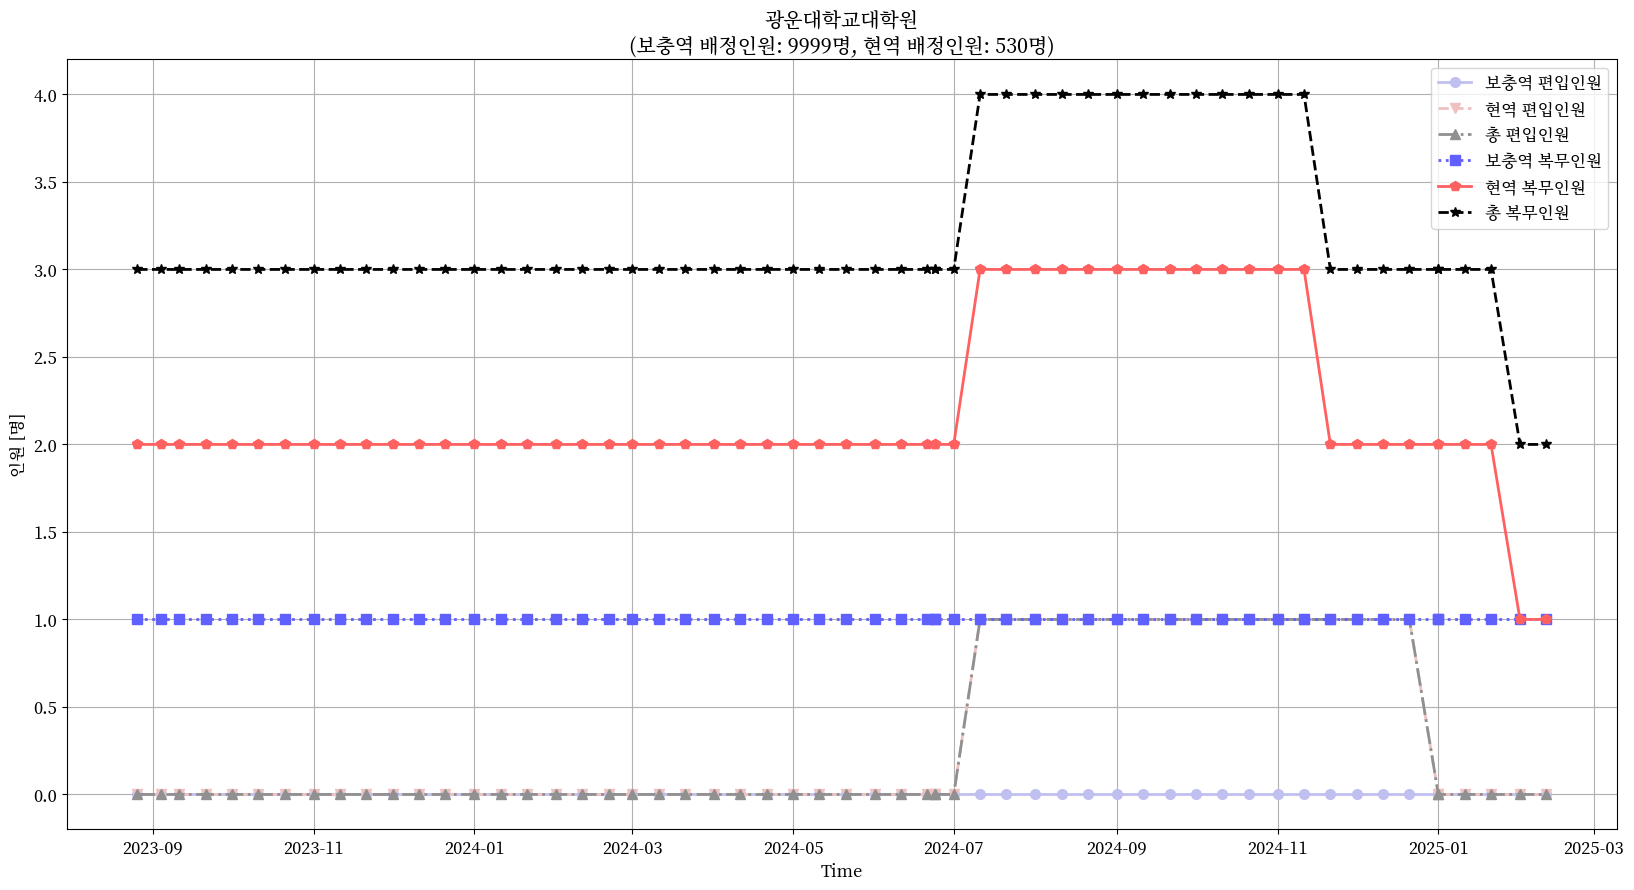 광운대학교대학원
(보충역 배정인원: 9999명, 현역 배정인원: 530명)
보충역 편입인원
현역 편입인원
총 편입인원
보충역 복무인원
현역 복무인원
총 복무인원
인원 [명]
4.0
3.5
3.0
2.5
2.0
1.5
1.0
0.5
0.0
2023-09 2023-11 2024-01 2024-03 2024-05 2024-07 2024-09 2024-11 2025-01 2025-03
Time